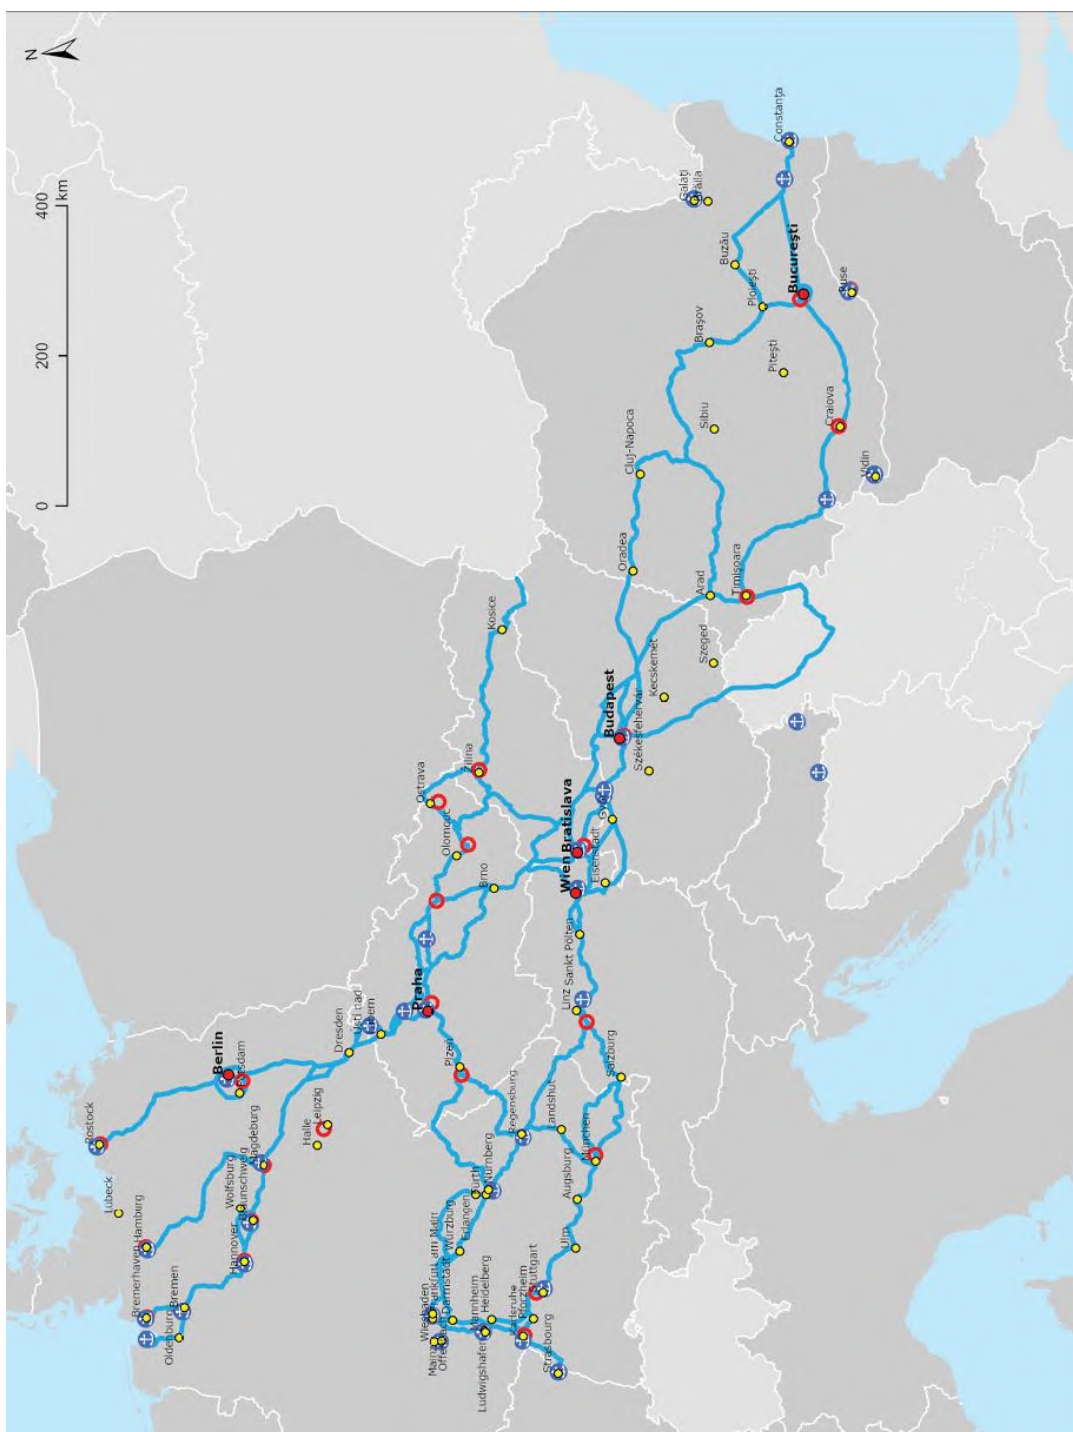 N
0
200
400
km
Rostock
Lübeck
Hamburg
Bremerhaven
Bremen
Oldenburg
Berlin
Potsdam
Magdeburg
Wolfsburg
Braunschweig
Hannover
Halle
Leipzig
Dresden
Ústí nad
Praha
Plzeň
Ostrava
Olomouc
Žilina
Brno
Kosice
Wiesbaden
Frankfurt am Main
Mainz
Darmstadt
Würzburg
Erlangen
Fürth
Nürnberg
Regensburg
Mannheim
Heidelberg
Ludwigshafen
Karlsruhe
Pforzheim
Stuttgart
Strasbourg
Ulm
Augsburg
München
Landshut
Salzburg
Linz
Sankt Pölten
Wien
Bratislava
Eisenstadt
Budapest
Székesfehérvár
Kecskemét
Szeged
Oradea
Cluj-Napoca
Arad
Timișoara
Sibiu
Brașov
Pitești
Ploiești
Buzău
București
Galați
Brăila
Constanța
Craiova
Vidin
Ruse